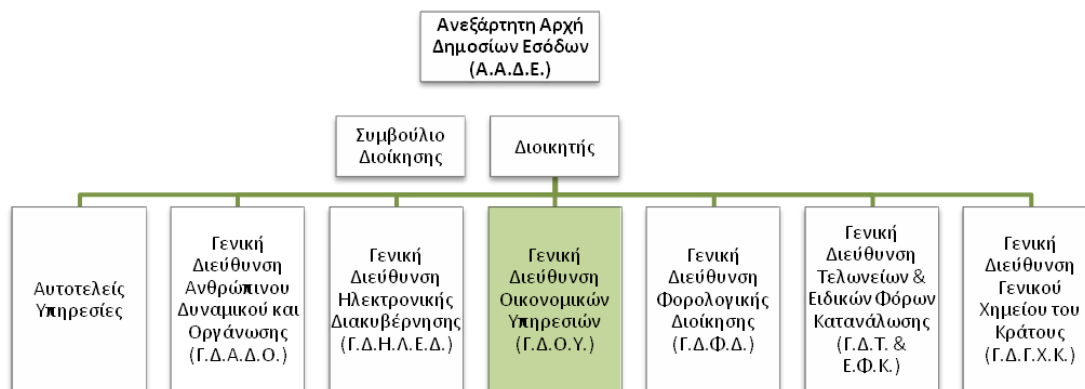 Ανεξάρτητη Αρχή
Δημοσίων Εσόδων
(Α.Α.Δ.Ε.)
Συμβούλιο
Διοίκησης
Διοικητής
Αυτοτελείς
Υπηρεσίες
Γενική
Διεύθυνση
Ανθρώπινου
Δυναμικού και
Οργάνωσης
(Γ.Δ.Α.Δ.Ο.)
Γενική
Διεύθυνση
Ηλεκτρονικής
Διακυβέρνησης
(Γ.Δ.Η.Λ.Ε.Δ.)
Γενική
Διεύθυνση
Οικονομικών
Υπηρεσιών
(Γ.Δ.Ο.Υ.)
Γενική
Διεύθυνση
Φορολογικής
Διοίκησης
(Γ.Δ.Φ.Δ.)
Γενική
Διεύθυνση
Τελωνείων &
Ειδικών Φόρων
Κατανάλωσης
(Γ.Δ.Τ. &
Ε.Φ.Κ.)
Γενική
Διεύθυνση
Γενικού
Χημείου του
Κράτους
(Γ.Δ.Γ.Χ.Κ.)